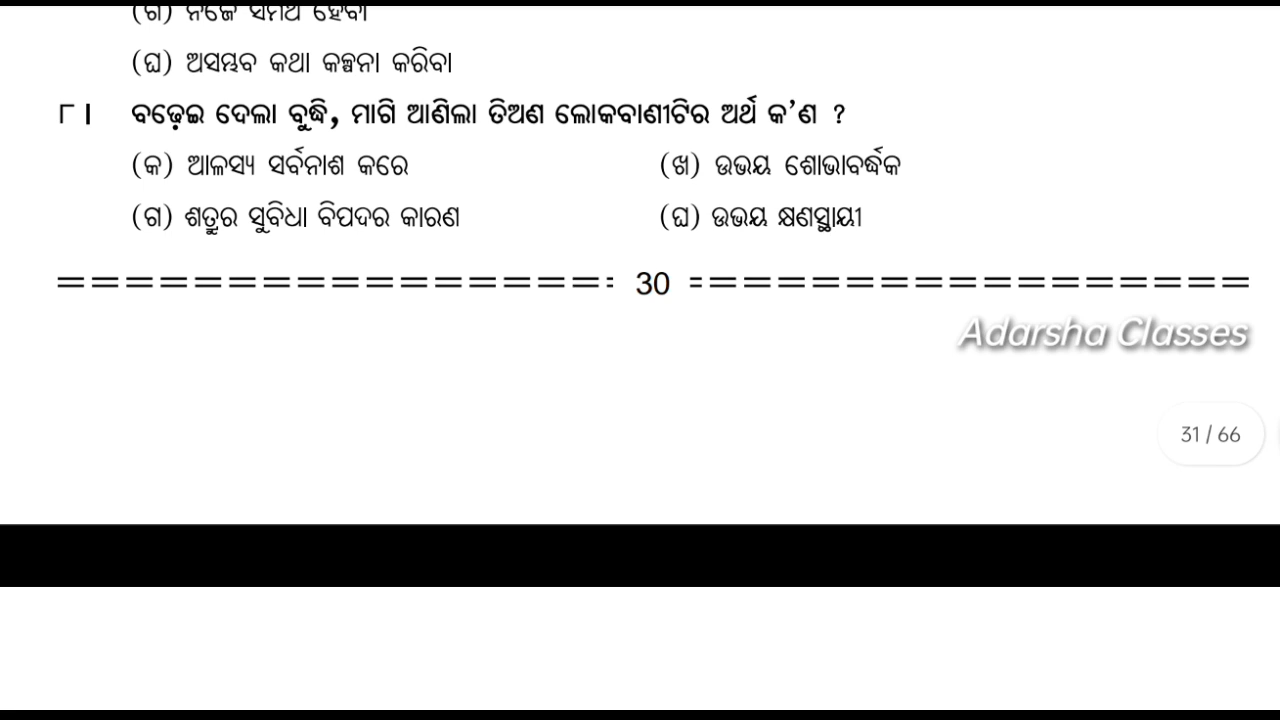 (ଗ) ନିଜେ ସମଥ ହେବା
(ଘ) ଅସମ୍ଭବ କଥା କଳ୍ପନା କରିବା
୮। ବଢ଼େଇ ଦେଲା ବୁଦ୍ଧି, ମାଗି ଆଣିଲା ତିଅଣ ଲୋକବାଣୀଟିର ଅର୍ଥ କ'ଣ ?
(କ) ଆଳସ୍ୟ ସର୍ବନାଶ କରେ (ଖ) ଉଭୟ ଶୋଭାବର୍ଦ୍ଧକ
(ଗ) ଶତ୍ରୁର ସୁବିଧା ବିପଦର କାରଣ (ଘ) ଉଭୟ କ୍ଷଣସ୍ଥାୟୀ
30
Adarsha Classes
31 / 66